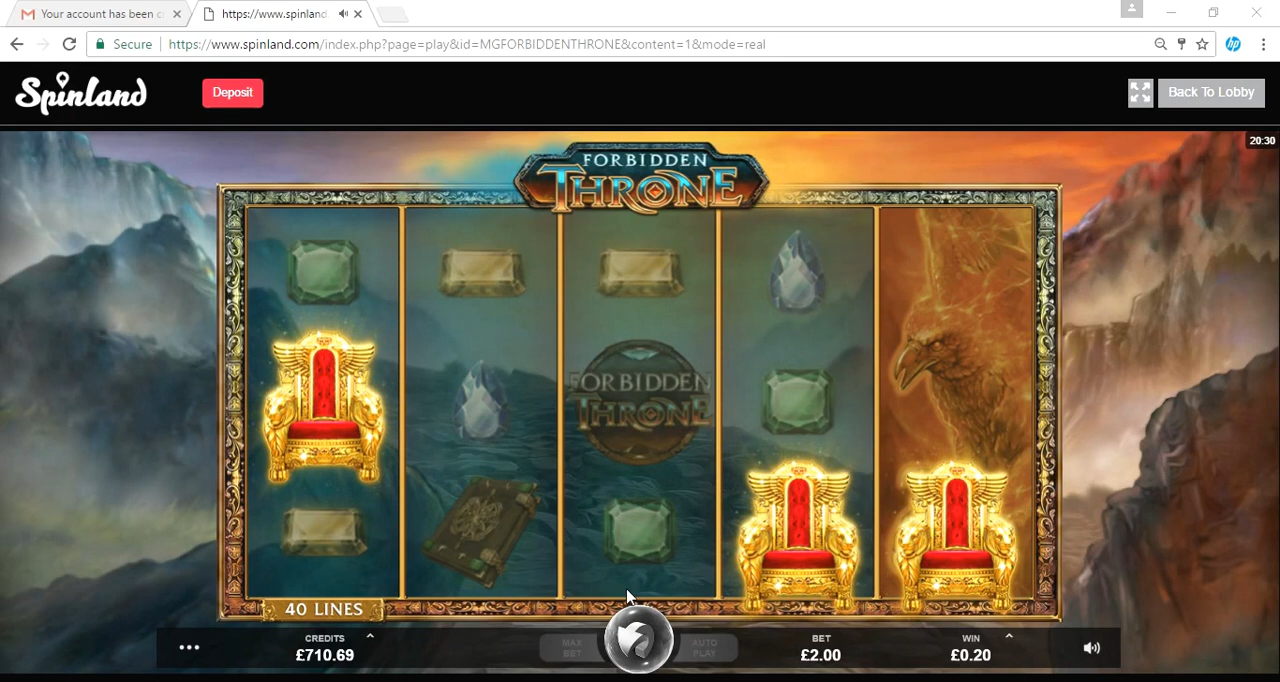 Your account has been c
https://www.spinland.
Secure
https://www.spinland.com/index.php?page=play&id=MGFORBIDDENTHRONE&content=1&mode=real
hp
Spinland
Deposit
Back To Lobby
20:30
FORBIDDEN
THRONE
FORBIDDEN
THRONE
40 LINES
CREDITS
£710.69
MAX
BET
AUTO
PLAY
BET
£2.00
WIN
£0.20